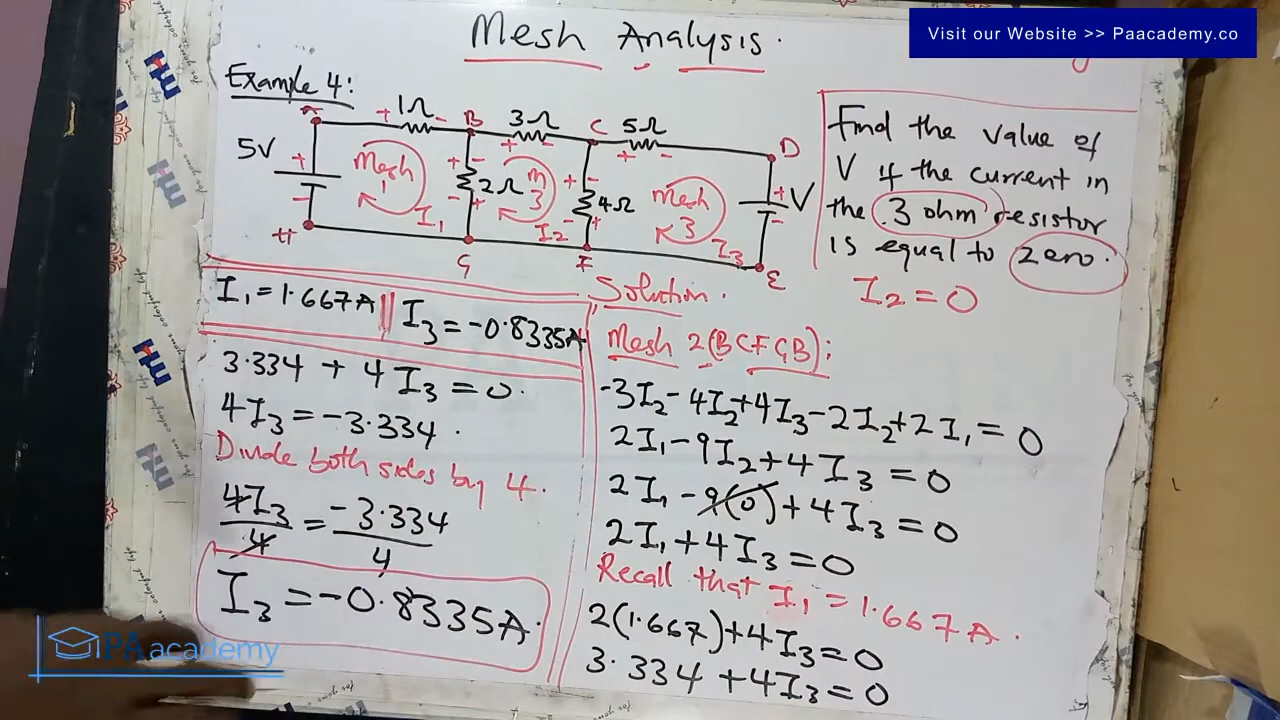 Visit our Website >> Paacademy.co
Mesh Analysis.
Example 4:
1Ω B 3Ω C 5Ω D
5V + - + - + -
Mesh 1 I1
2Ω
m 3 I2
4Ω
Mesh 3 I3
V
H G F E
Find the value of
V if the current in
the 3 ohm resistor
is equal to zero.
I2 = 0
I1 = 1.667A || I3 = -0.8335A
3.334 + 4I3 = 0.
4I3 = -3.334.
Divide both sides by 4.
4I3/4 = -3.334/4
I3 = -0.8335A.
Solution.
Mesh 2 (BCFGB):
-3I2 - 4I2 + 4I3 - 2I2 + 2I1 = 0
2I1 - 9I2 + 4I3 = 0
2I1 - 9(0) + 4I3 = 0
2I1 + 4I3 = 0
Recall that I1 = 1.667A.
2(1.667) + 4I3 = 0
3.334 + 4I3 = 0
PA academy